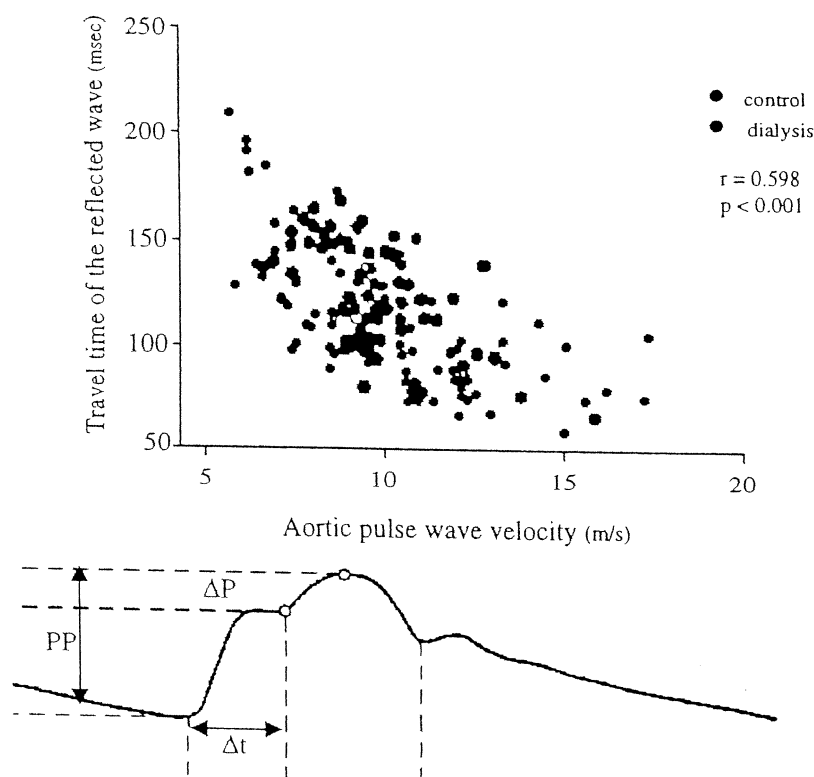 Travel time of the reflected wave (msec)
250
200
150
100
50
5
10
15
20
Aortic pulse wave velocity (m/s)
control
dialysis
r = 0.598
p < 0.001
ΔP
PP
Δt